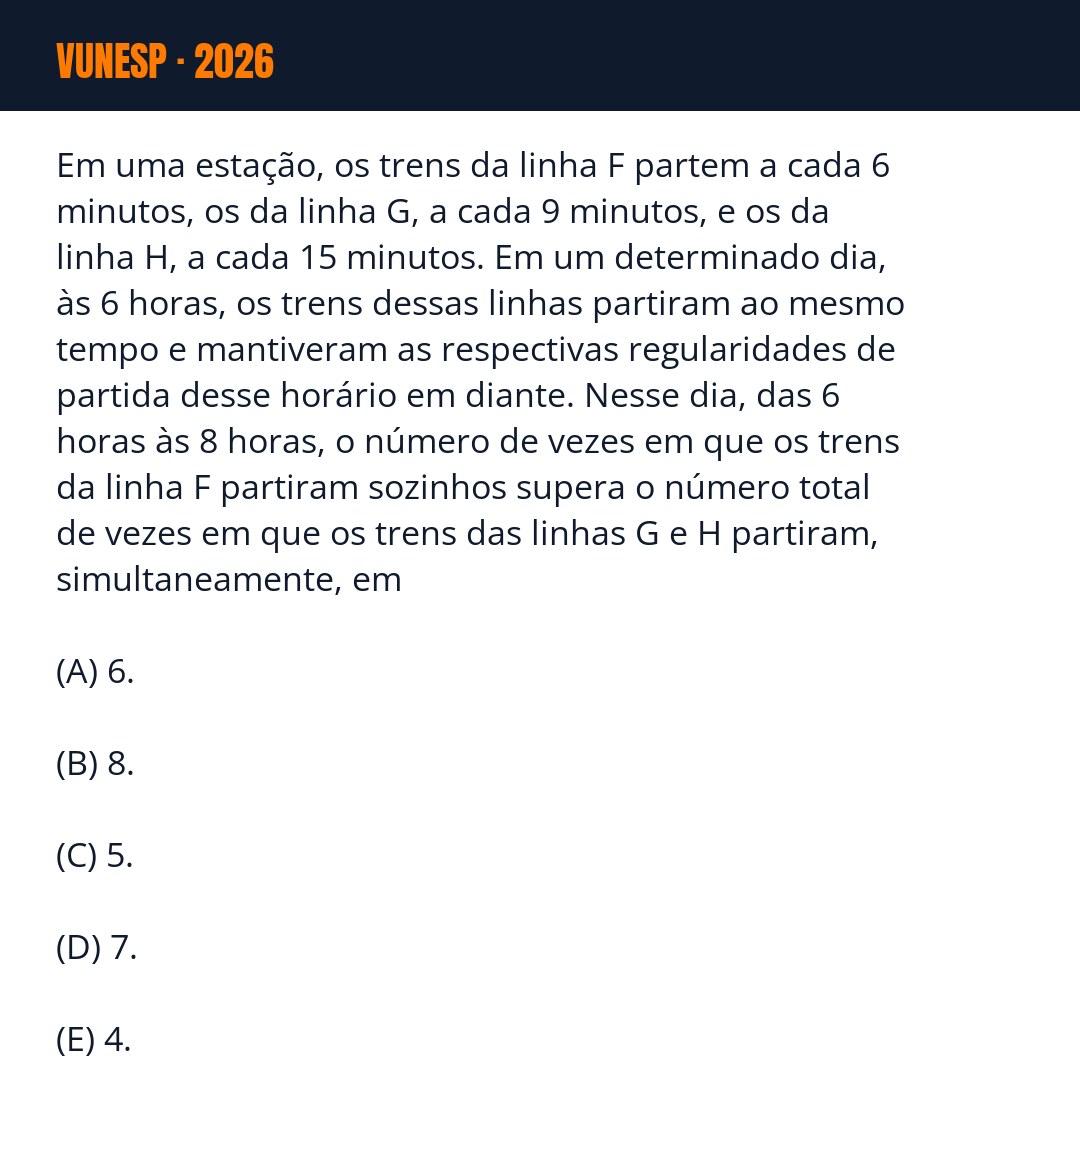 VUNESP · 2026
Em uma estação, os trens da linha F partem a cada 6
minutos, os da linha G, a cada 9 minutos, e os da
linha H, a cada 15 minutos. Em um determinado dia,
às 6 horas, os trens dessas linhas partiram ao mesmo
tempo e mantiveram as respectivas regularidades de
partida desse horário em diante. Nesse dia, das 6
horas às 8 horas, o número de vezes em que os trens
da linha F partiram sozinhos supera o número total
de vezes em que os trens das linhas G e H partiram,
simultaneamente, em
(A) 6.
(B) 8.
(C) 5.
(D) 7.
(E) 4.